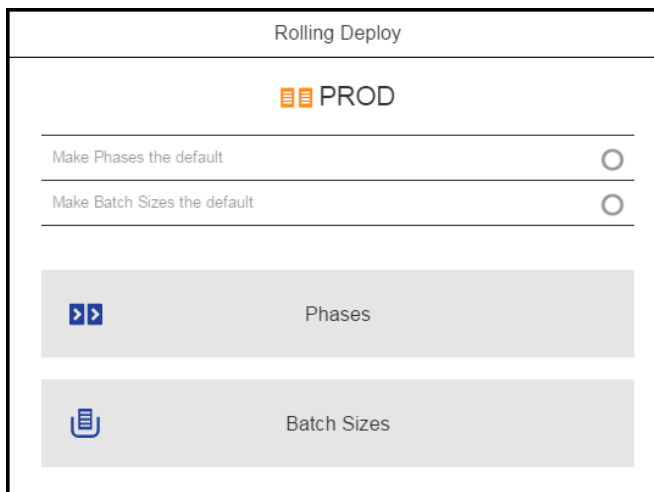 Rolling Deploy
PROD
Make Phases the default
Make Batch Sizes the default
Phases
Batch Sizes